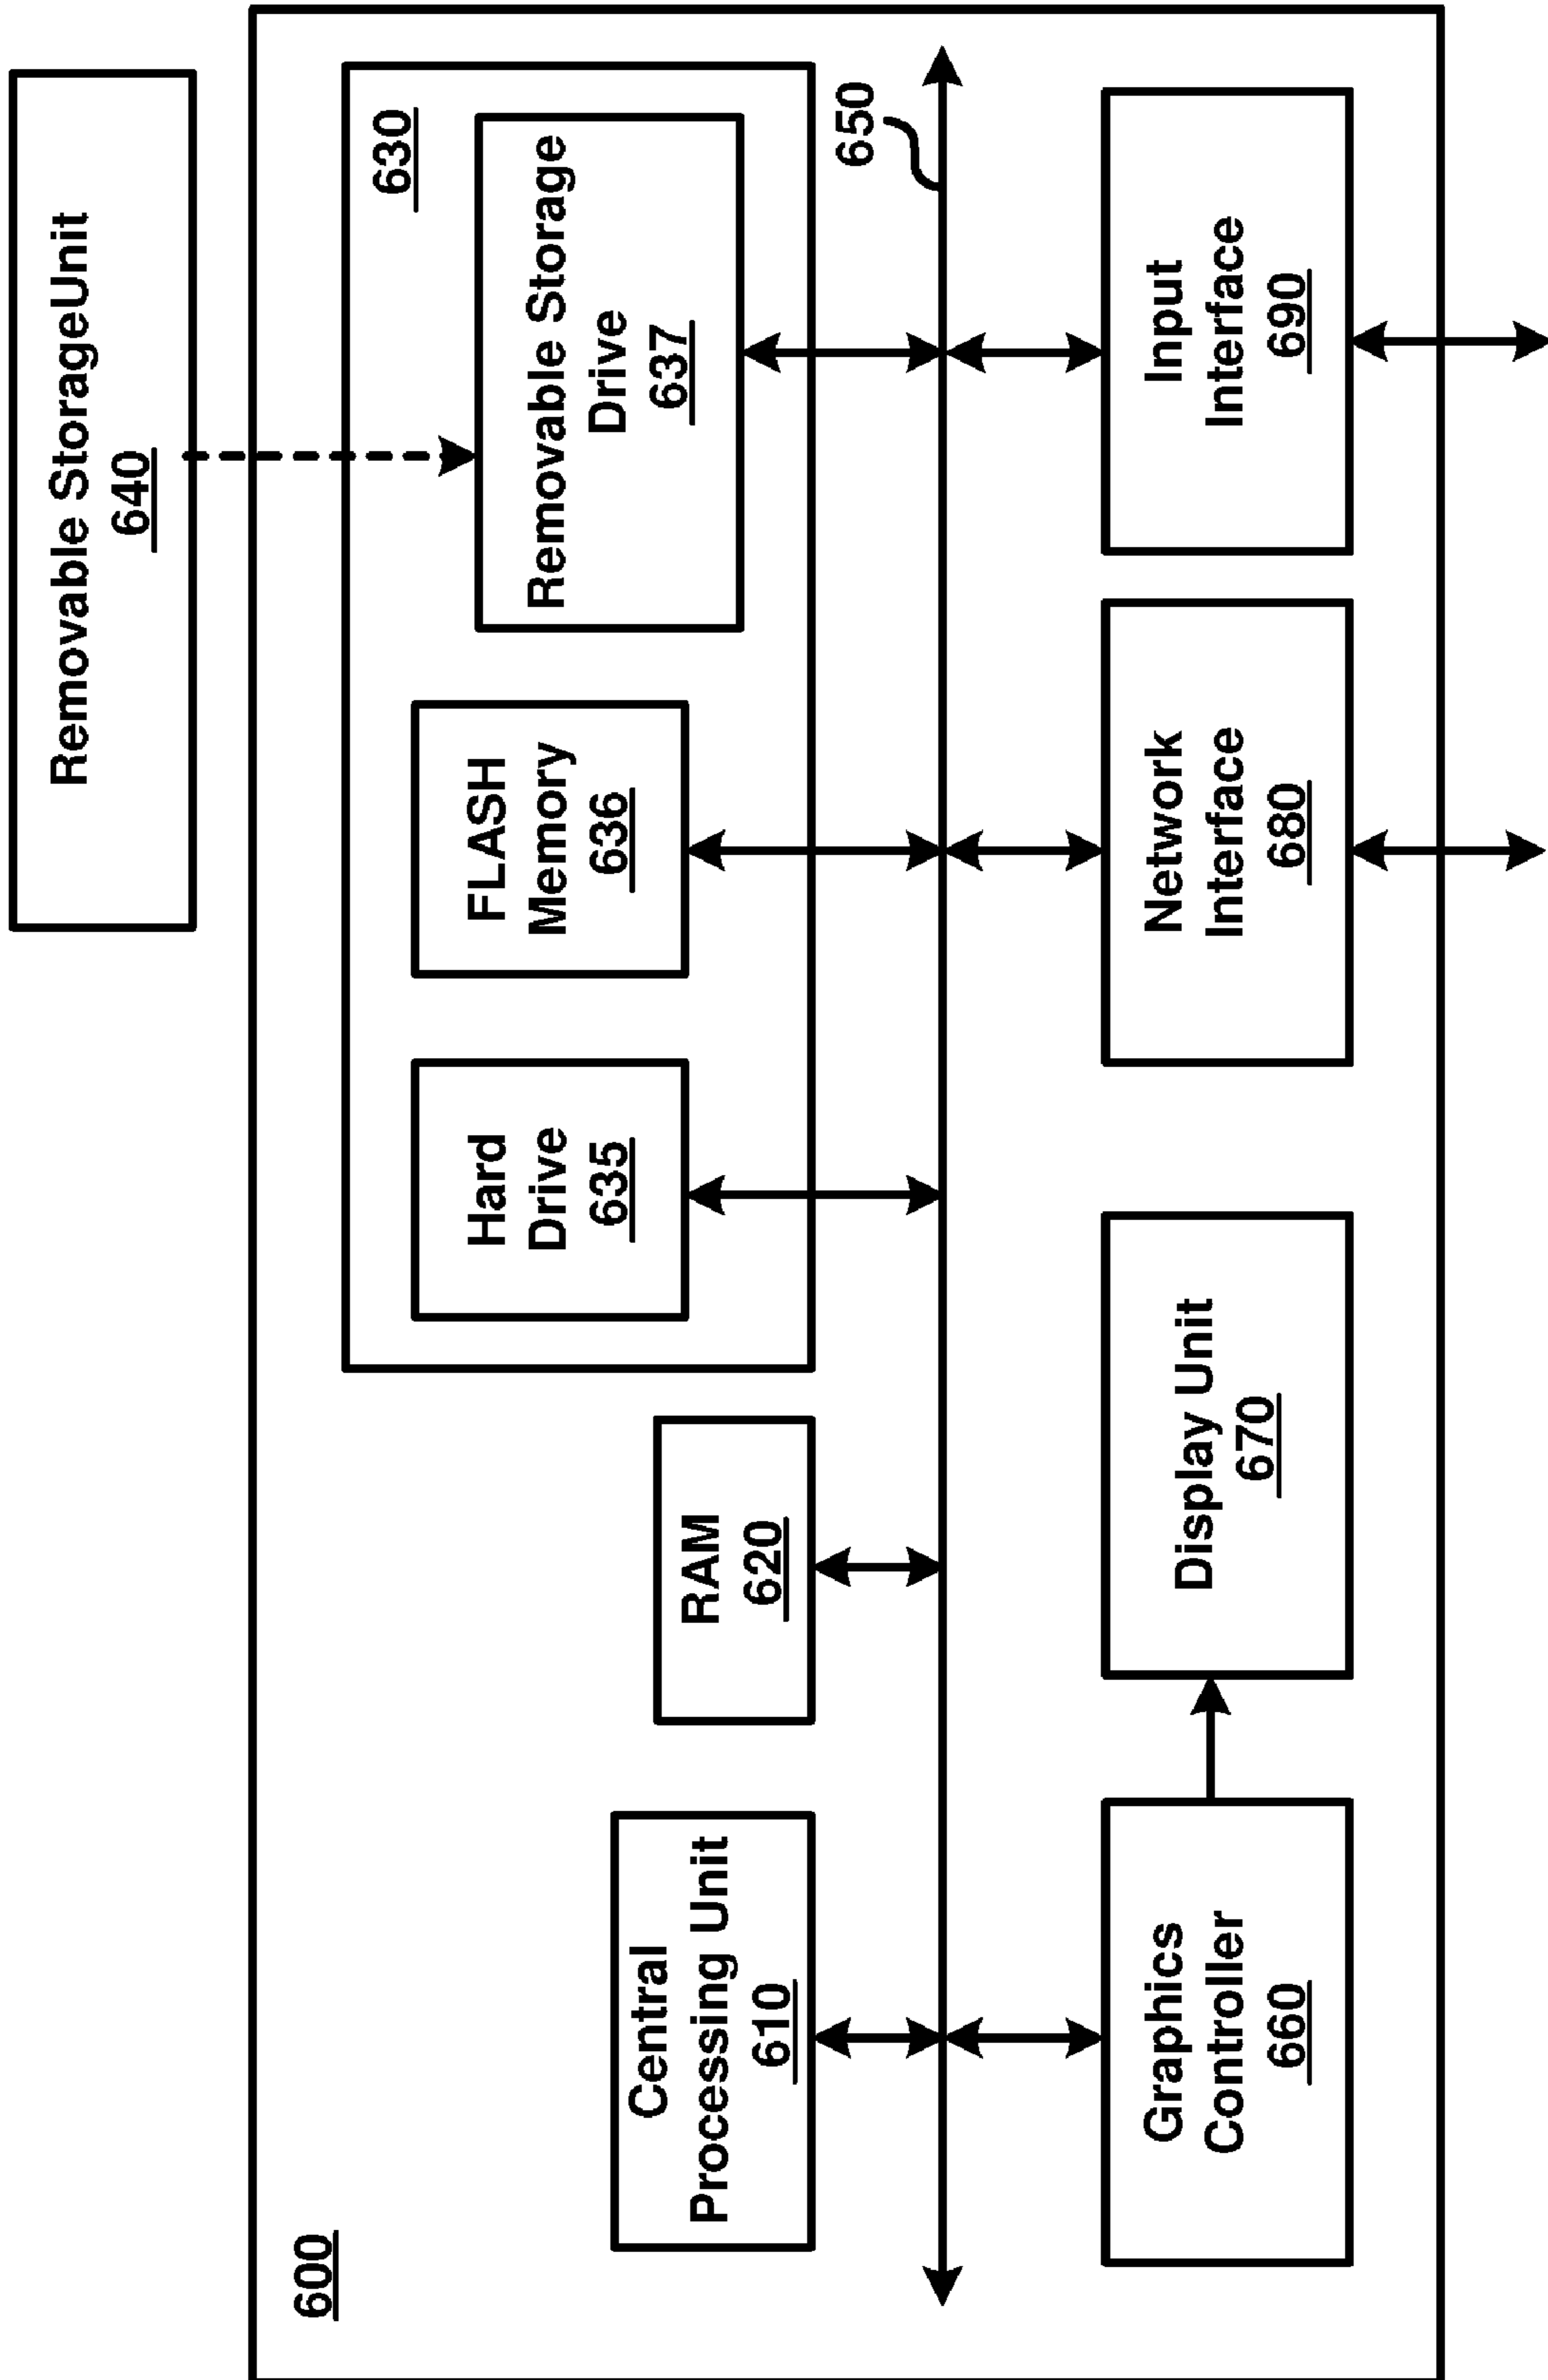 Removable StorageUnit
640
600
630
Hard
Drive
635
FLASH
Memory
636
Removable Storage
Drive
637
Central
Processing Unit
610
RAM
620
650
Graphics
Controller
660
Display Unit
670
Network
Interface
680
Input
Interface
690